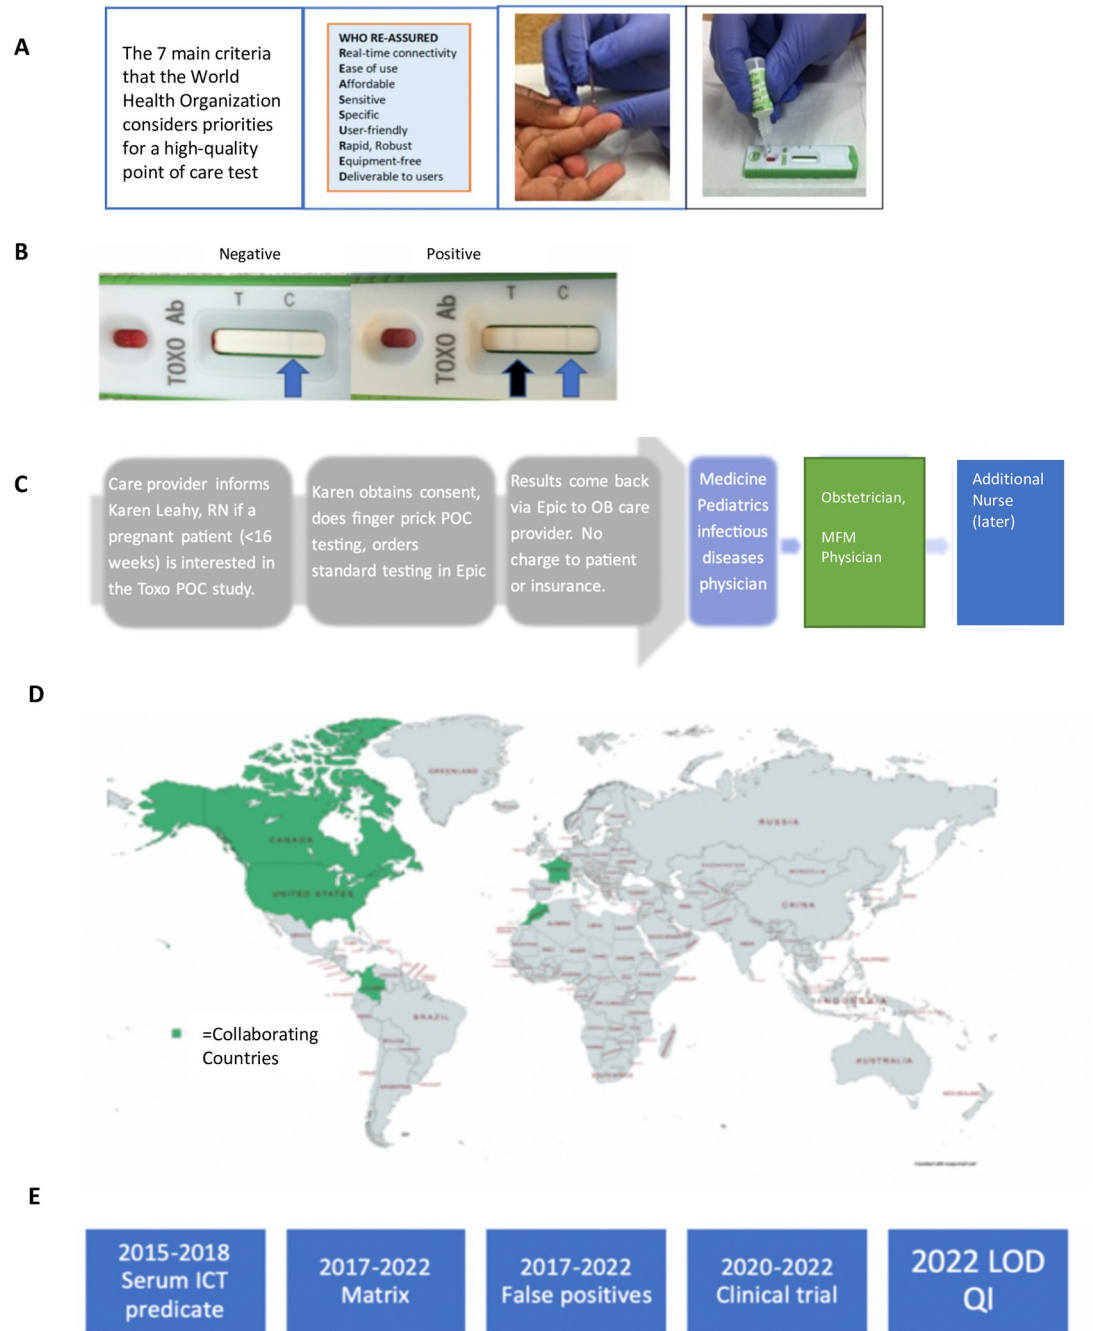 A
The 7 main criteria
that the World
Health Organization
considers priorities
for a high-quality
point of care test
WHO RE-ASSURED
Real-time connectivity
Ease of use
Affordable
Sensitive
Specific
User-friendly
Rapid, Robust
Equipment-free
Deliverable to users
B
Negative
Positive
TOXO Ab
T C
TOXO Ab
T C
C
Care provider informs
Karen Leahy, RN if a
pregnant patient (<16
weeks) is interested in
the Toxo POC study.
Karen obtains consent,
does finger prick POC
testing, orders
standard testing in Epic
Results come back
via Epic to OB care
provider. No
charge to patient
or insurance.
Medicine
Pediatrics
infectious
diseases
physician
Obstetrician,
MFM
Physician
Additional
Nurse
(later)
D
GREENLAND
CANADA
UNITED STATES
RUSSIA
MONGOLIA
CHINA
ALGERIA
INDIA
BRAZIL
INDONESIA
AUSTRALIA
NEW ZEALAND
=Collaborating
Countries
E
2015-2018
Serum ICT
predicate
2017-2022
Matrix
2017-2022
False positives
2020-2022
Clinical trial
2022 LOD
QI